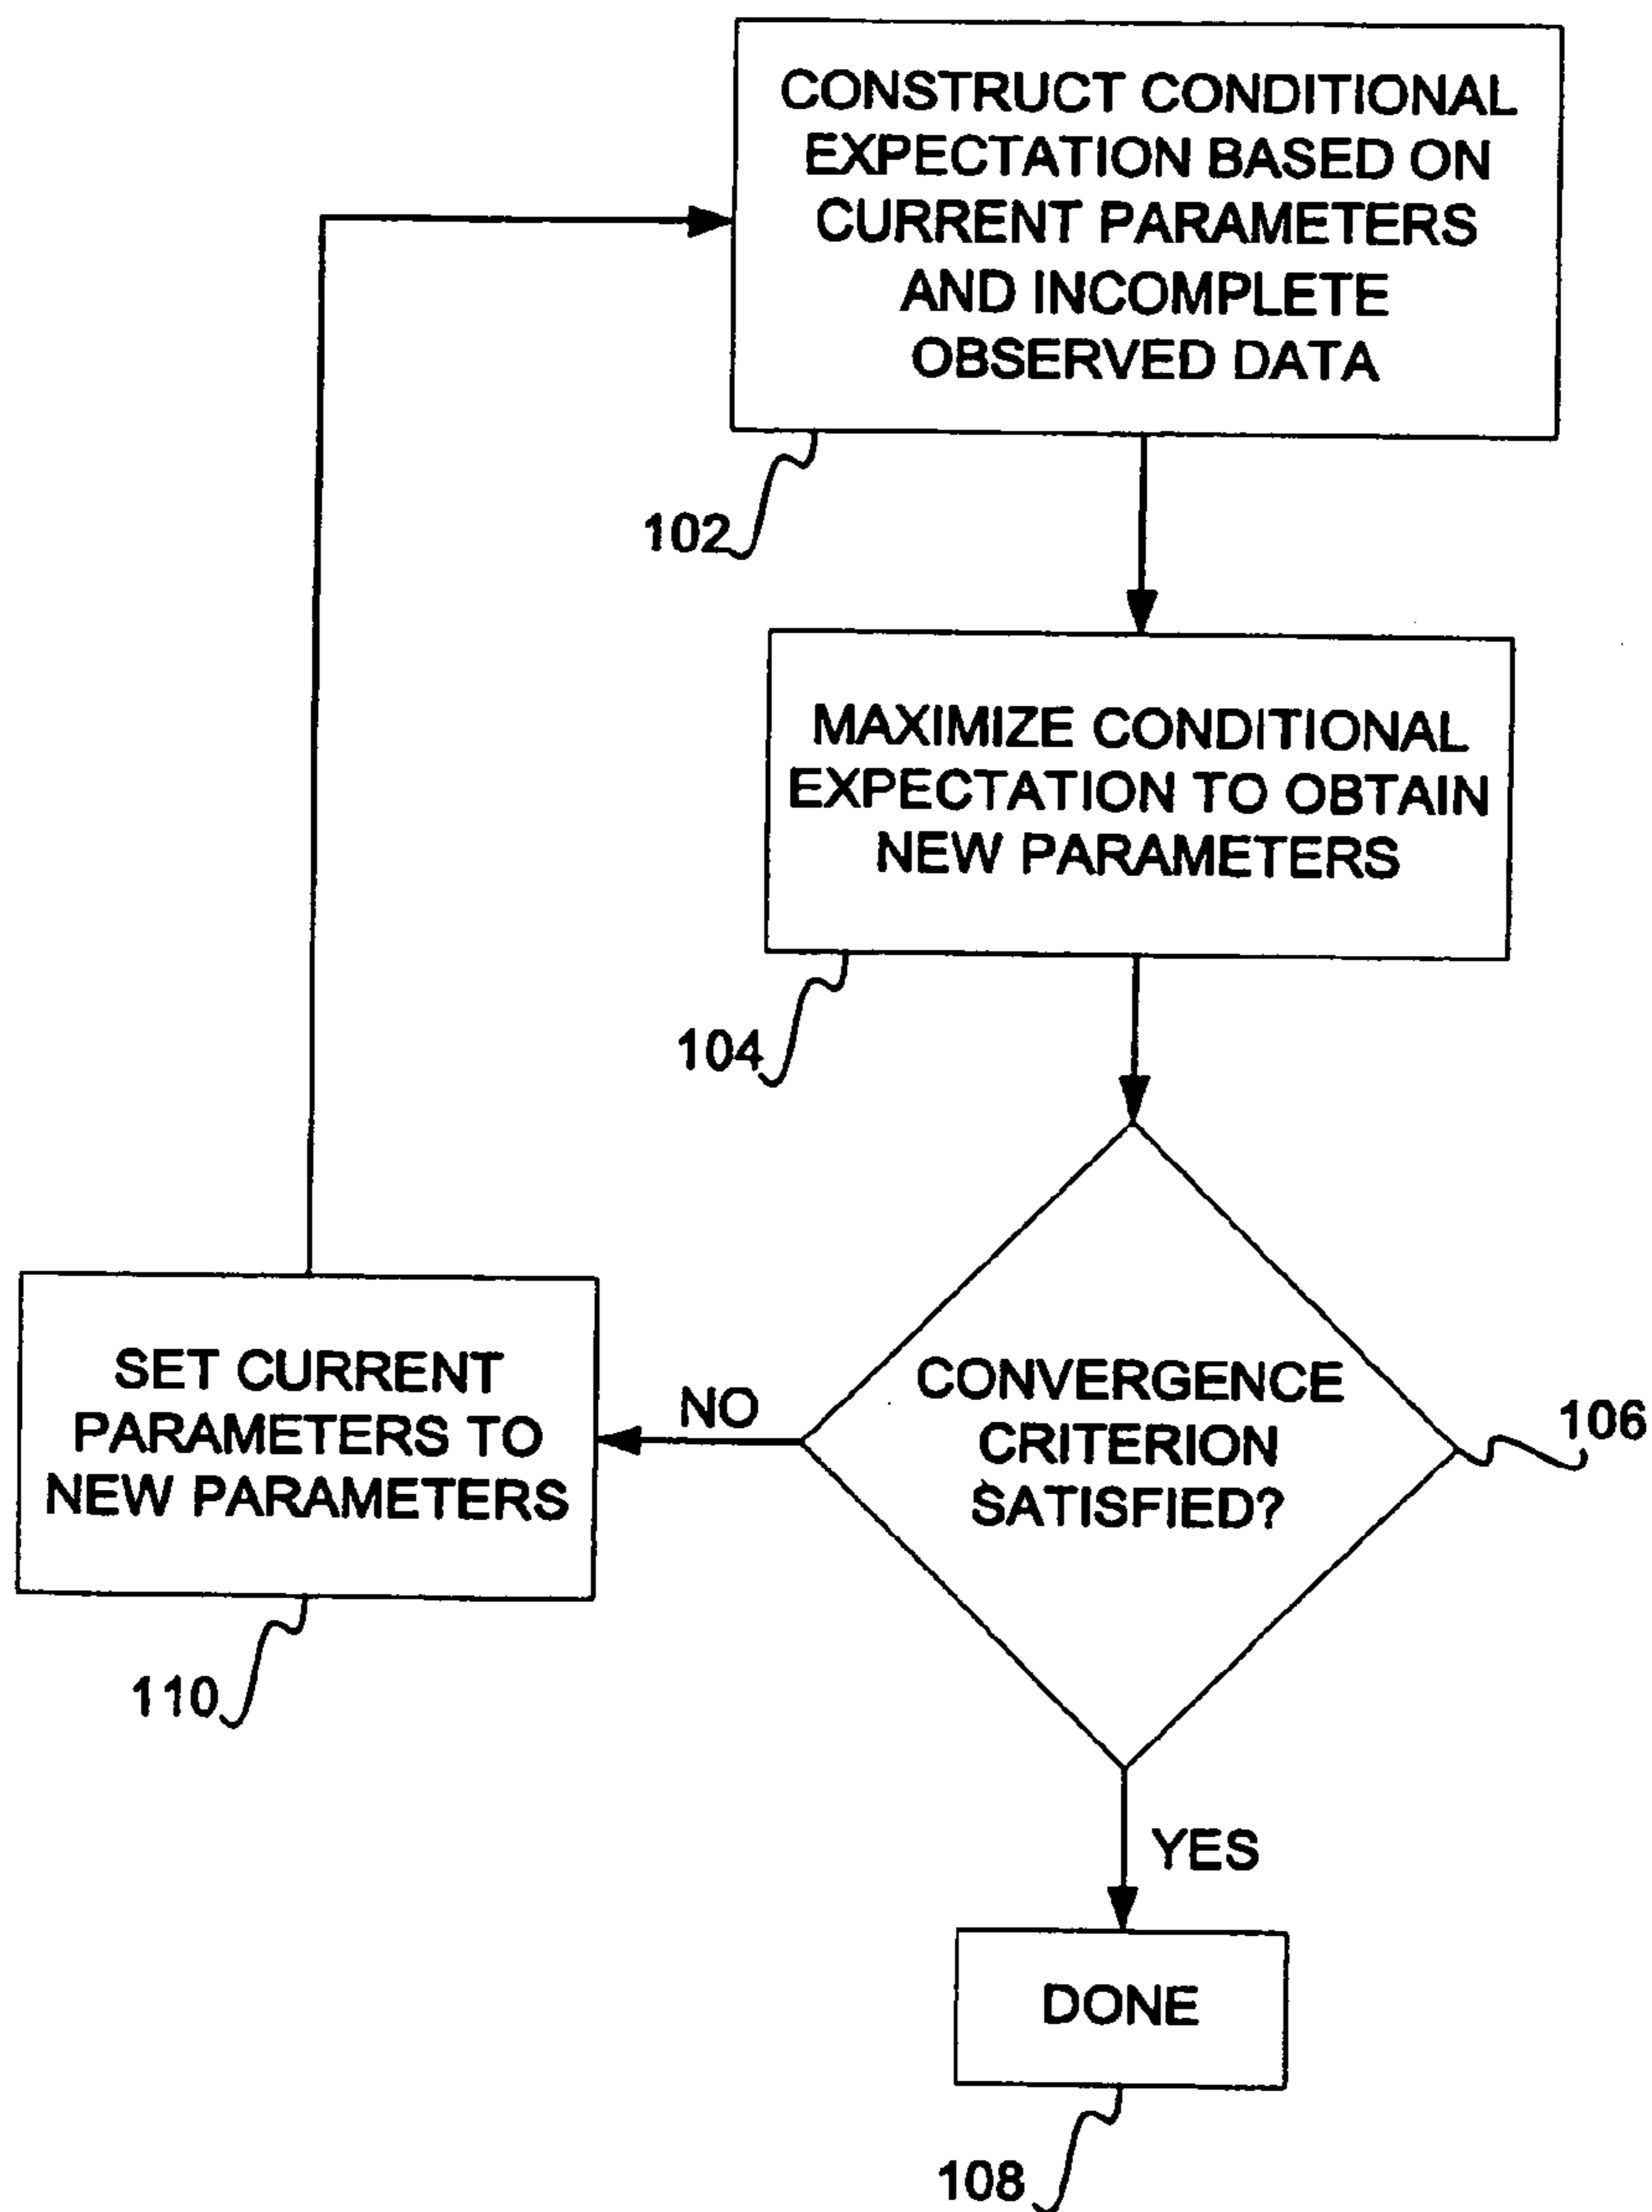 CONSTRUCT CONDITIONAL
EXPECTATION BASED ON
CURRENT PARAMETERS
AND INCOMPLETE
OBSERVED DATA
102
MAXIMIZE CONDITIONAL
EXPECTATION TO OBTAIN
NEW PARAMETERS
104
CONVERGENCE
CRITERION
SATISFIED?
106
NO
SET CURRENT
PARAMETERS TO
NEW PARAMETERS
110
YES
DONE
108